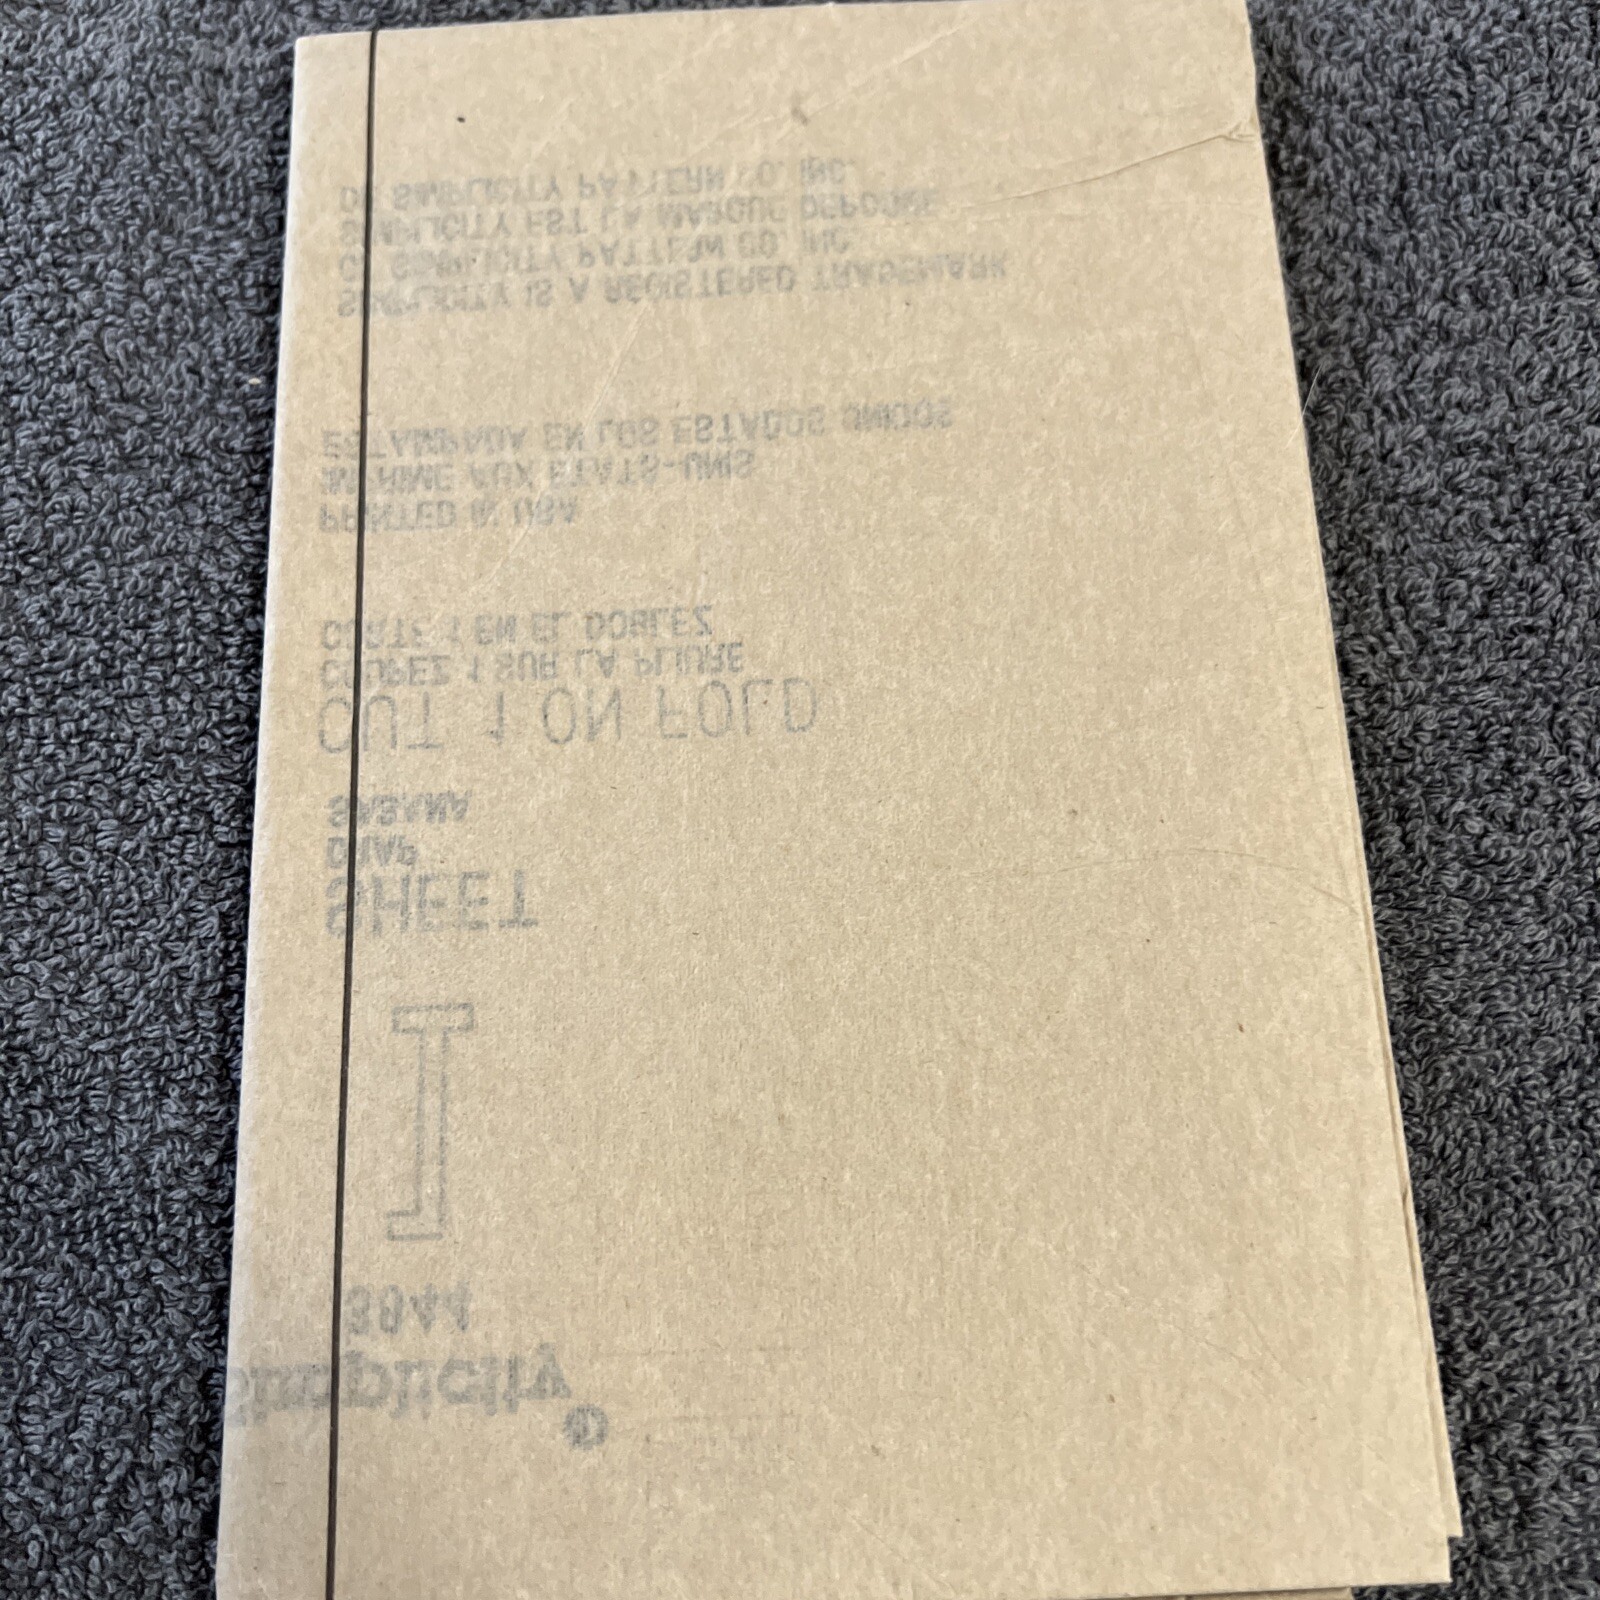 Simplicity®
3844
1
SHEET
DRAP
SABANA
CUT 1 ON FOLD
COUPEZ 1 SUR LA PLIURE
CORTE 1 EN EL DOBLEZ
PRINTED IN USA
IMPRIME AUX ETATS-UNIS
ESTAMPADA EN LOS ESTADOS UNIDOS
SIMPLICITY IS A REGISTERED TRADEMARK
OF SIMPLICITY PATTERN CO. INC.
SIMPLICITY EST LA MARQUE DEPOSEE
DE SIMPLICITY PATTERN CO. INC.